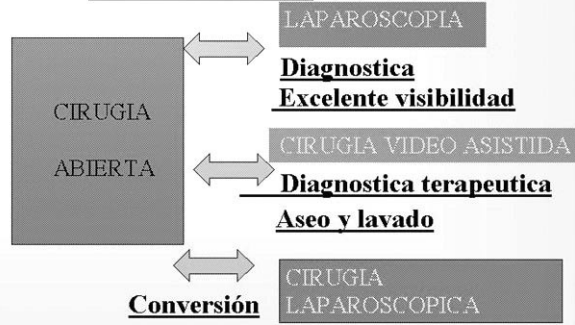 LAPAROSCOPIA
Diagnostica
Excelente visibilidad
CIRUGIA
ABIERTA
CIRUGIA VIDEO ASISTIDA
Diagnostica terapeutica
Aseo y lavado
Conversión
CIRUGIA
LAPAROSCOPICA